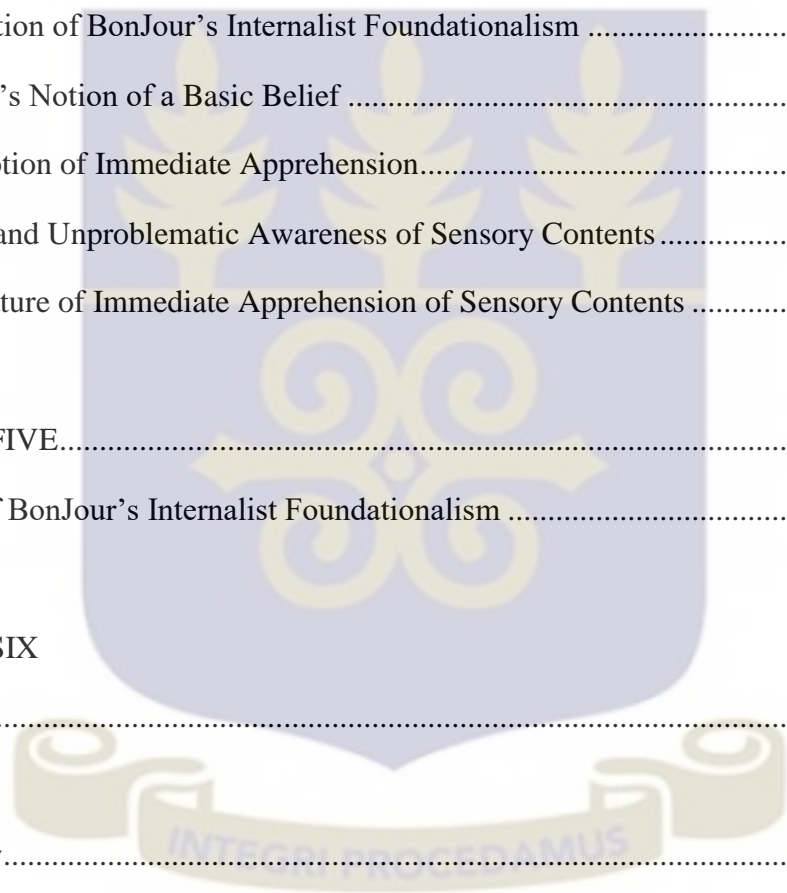 tion of BonJour's Internalist Foundationalism ........................
's Notion of a Basic Belief ......................................................
tion of Immediate Apprehension.............................................
and Unproblematic Awareness of Sensory Contents................
ture of Immediate Apprehension of Sensory Contents ............
FIVE..........................................................................................
f BonJour's Internalist Foundationalism ..................................
SIX
..................................................................................................
INTEGRI PROCEDAMUS
..................................................................................................